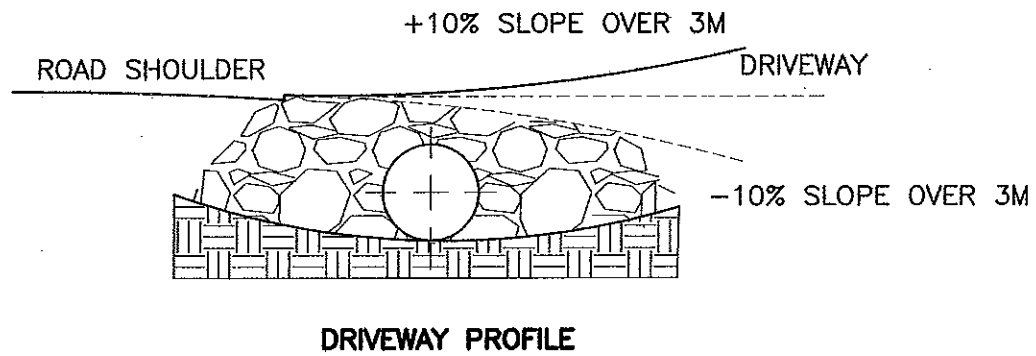 +10% SLOPE OVER 3M
ROAD SHOULDER
DRIVEWAY
-10% SLOPE OVER 3M
DRIVEWAY PROFILE